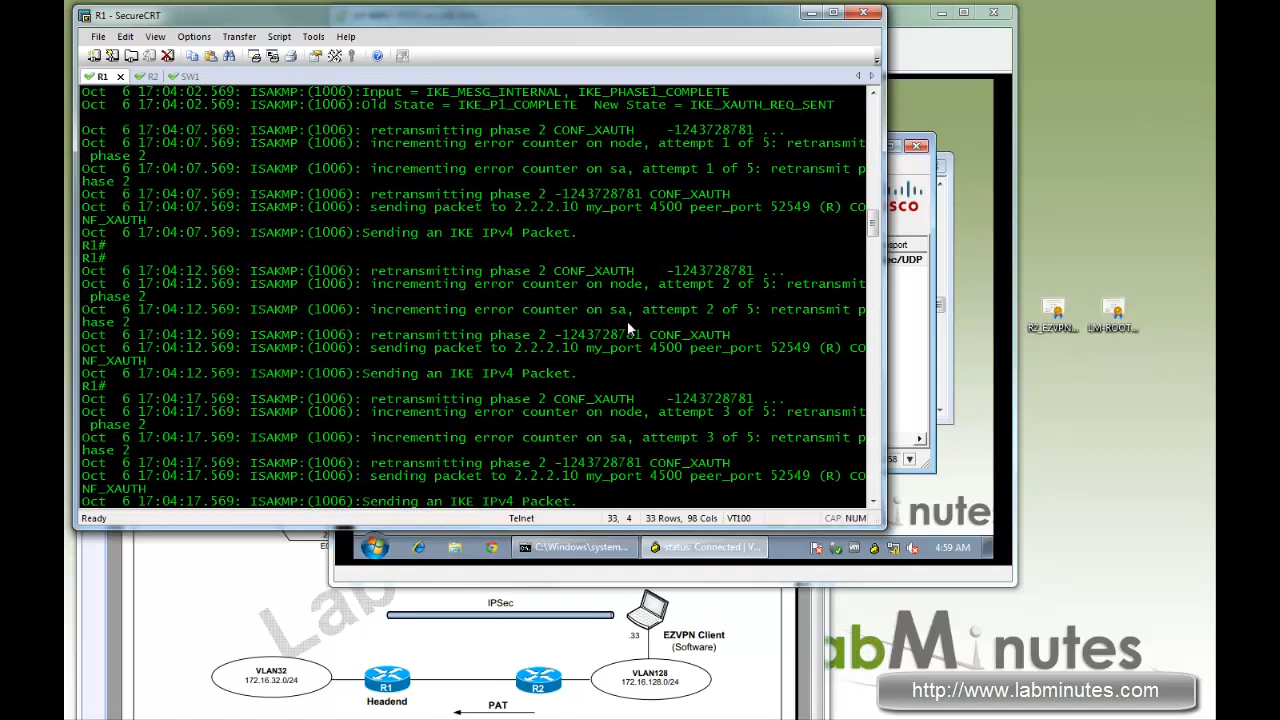 R1 - SecureCRT
File Edit View Options Transfer Script Tools Help
R1 R2 SW1
Oct  6 17:04:02.569: ISAKMP:(1006):Input = IKE_MESG_INTERNAL, IKE_PHASE1_COMPLETE
Oct  6 17:04:02.569: ISAKMP:(1006):Old State = IKE_P1_COMPLETE  New State = IKE_XAUTH_REQ_SENT
Oct  6 17:04:07.569: ISAKMP:(1006): retransmitting phase 2 CONF_XAUTH    -1243728781 ...
Oct  6 17:04:07.569: ISAKMP:(1006): incrementing error counter on node, attempt 1 of 5: retransmit
 phase 2
Oct  6 17:04:07.569: ISAKMP:(1006): incrementing error counter on sa, attempt 1 of 5: retransmit p
hase 2
Oct  6 17:04:07.569: ISAKMP:(1006): retransmitting phase 2 -1243728781 CONF_XAUTH
Oct  6 17:04:07.569: ISAKMP:(1006): sending packet to 2.2.2.10 my_port 4500 peer_port 52549 (R) CO
NF_XAUTH
Oct  6 17:04:07.569: ISAKMP:(1006):Sending an IKE IPv4 Packet.
R1#
R1#
Oct  6 17:04:12.569: ISAKMP:(1006): retransmitting phase 2 CONF_XAUTH    -1243728781 ...
Oct  6 17:04:12.569: ISAKMP:(1006): incrementing error counter on node, attempt 2 of 5: retransmit
 phase 2
Oct  6 17:04:12.569: ISAKMP:(1006): incrementing error counter on sa, attempt 2 of 5: retransmit p
hase 2
Oct  6 17:04:12.569: ISAKMP:(1006): retransmitting phase 2 -1243728781 CONF_XAUTH
Oct  6 17:04:12.569: ISAKMP:(1006): sending packet to 2.2.2.10 my_port 4500 peer_port 52549 (R) CO
NF_XAUTH
Oct  6 17:04:12.569: ISAKMP:(1006):Sending an IKE IPv4 Packet.
R1#
Oct  6 17:04:17.569: ISAKMP:(1006): retransmitting phase 2 CONF_XAUTH    -1243728781 ...
Oct  6 17:04:17.569: ISAKMP:(1006): incrementing error counter on node, attempt 3 of 5: retransmit
 phase 2
Oct  6 17:04:17.569: ISAKMP:(1006): incrementing error counter on sa, attempt 3 of 5: retransmit p
hase 2
Oct  6 17:04:17.569: ISAKMP:(1006): retransmitting phase 2 -1243728781 CONF_XAUTH
Oct  6 17:04:17.569: ISAKMP:(1006): sending packet to 2.2.2.10 my_port 4500 peer_port 52549 (R) CO
NF_XAUTH
Oct  6 17:04:17.569: ISAKMP:(1006):Sending an IKE IPv4 Packet.
Ready Telnet 33, 4 33 Rows, 98 Cols VT100 CAP NUM
sco
sport
ec/UDP
R2_EZVPN... LM-ROOT...
inute
C:\Windows\system... status: Connected | V... 4:59 AM
IPSec
.33
EZVPN Client
(Software)
VLAN32
172.16.32.0/24
R1
Headend
R2
VLAN128
172.16.128.0/24
PAT
Lab
abMinutes
http://www.labminutes.com